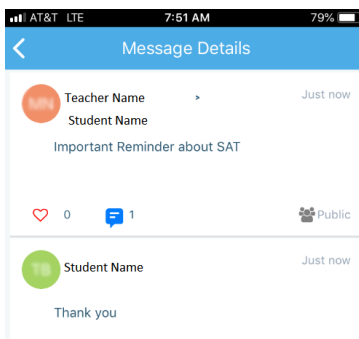 AT&T LTE 7:51 AM 79%
Message Details
Teacher Name > Just now
Student Name
Important Reminder about SAT
0 1 Public
Student Name Just now
Thank you